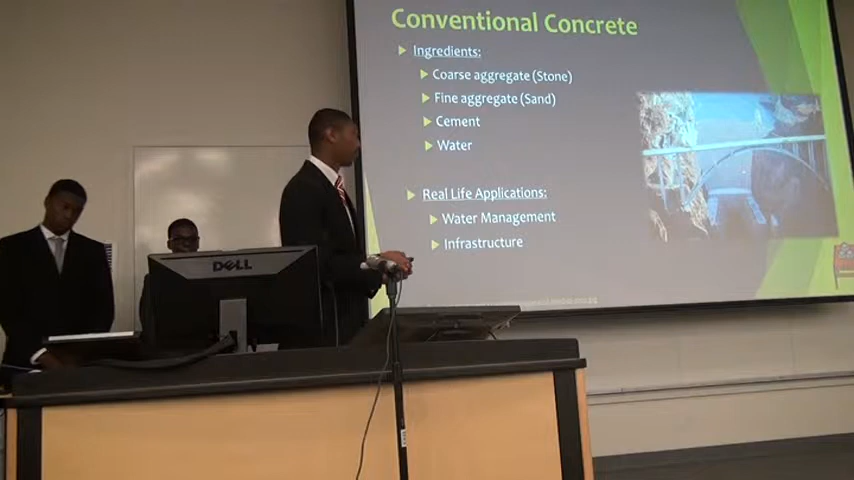 Conventional Concrete
Ingredients:
Coarse aggregate (Stone)
Fine aggregate (Sand)
Cement
Water
Real Life Applications:
Water Management
Infrastructure
DELL